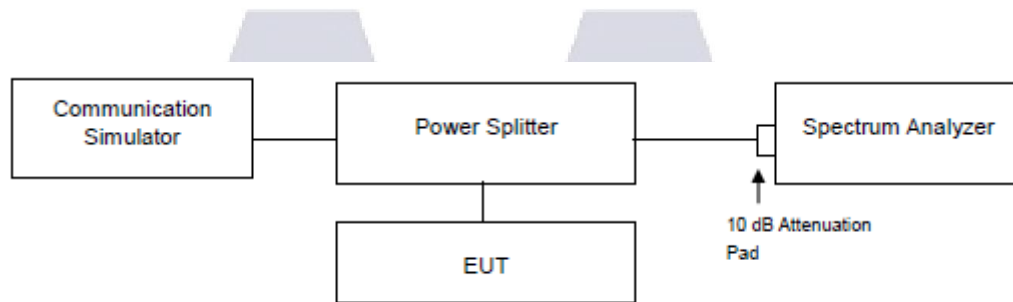 Communication
Simulator
Power Splitter
Spectrum Analyzer
10 dB Attenuation
Pad
EUT